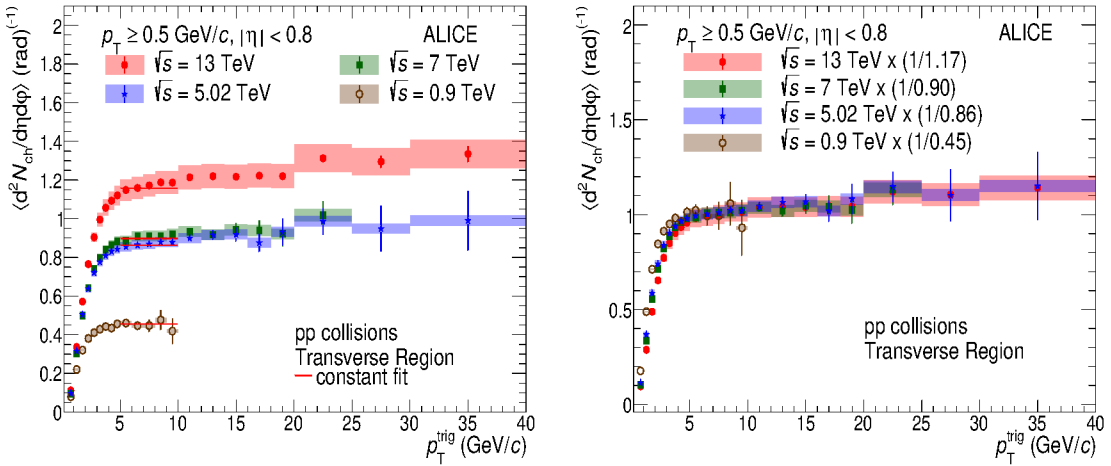 ⟨d²N_ch/dηdφ⟩ (rad)^(-1)
p_T ≥ 0.5 GeV/c, |η| < 0.8 ALICE
√s = 13 TeV √s = 7 TeV
√s = 5.02 TeV √s = 0.9 TeV
2
1.8
1.6
1.4
1.2
1
0.8
0.6
0.4
0.2
0
pp collisions
Transverse Region
constant fit
5 10 15 20 25 30 35 40
p_T^trig (GeV/c)
⟨d²N_ch/dηdφ⟩ (rad)^(-1)
p_T ≥ 0.5 GeV/c, |η| < 0.8 ALICE
√s = 13 TeV x (1/1.17)
√s = 7 TeV x (1/0.90)
√s = 5.02 TeV x (1/0.86)
√s = 0.9 TeV x (1/0.45)
2
1.5
1
0.5
0
pp collisions
Transverse Region
5 10 15 20 25 30 35 40
p_T^trig (GeV/c)